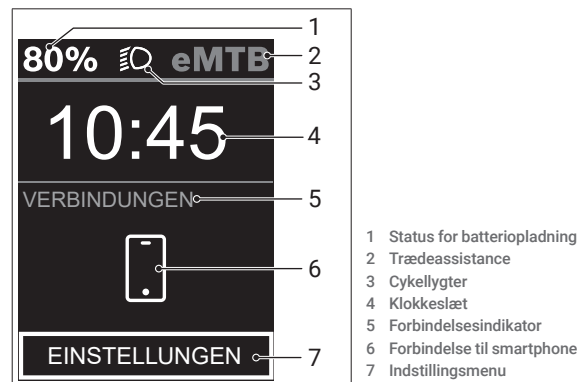 80% eMTB
10:45
VERBINDUNGEN
EINSTELLUNGEN
1
2
3
4
5
6
7
1 Status for batteriopladning
2 Trædeassistance
3 Cykellygter
4 Klokkeslæt
5 Forbindelsesindikator
6 Forbindelse til smartphone
7 Indstillingsmenu